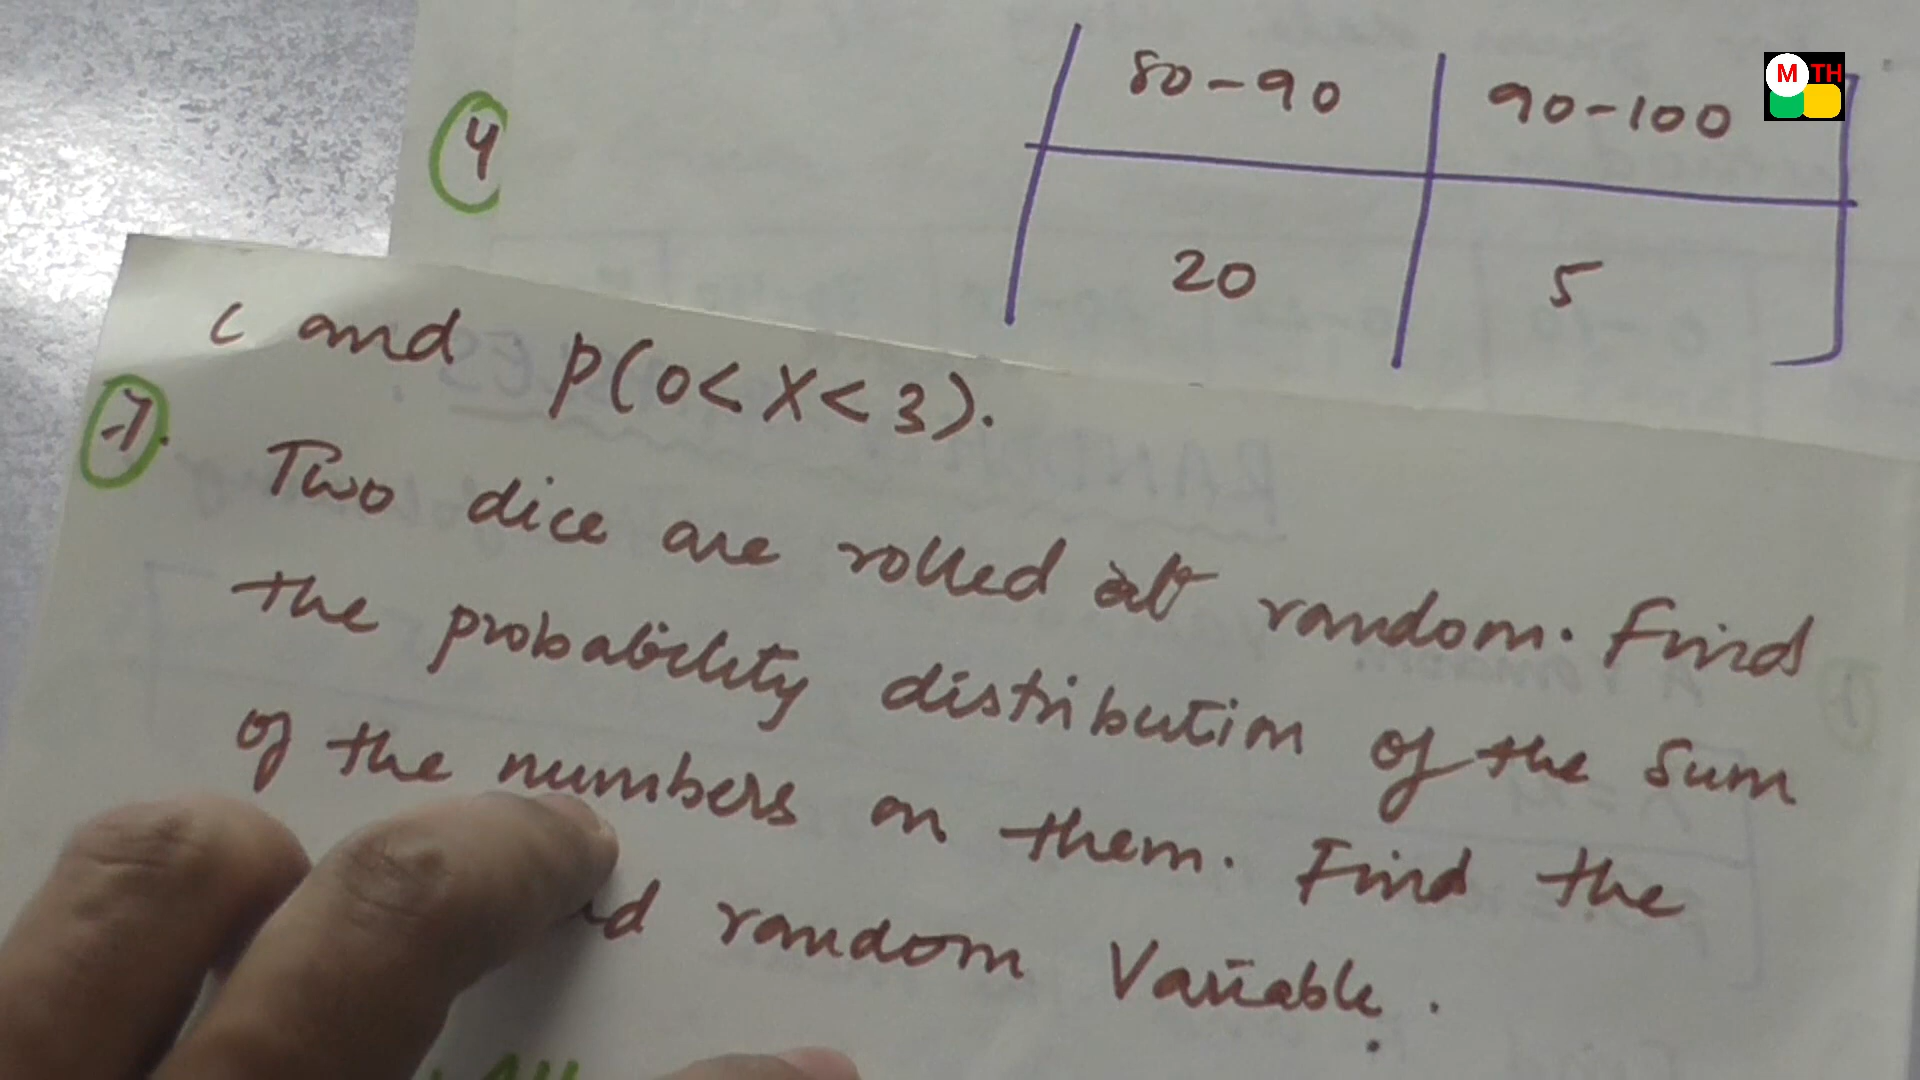 M TH
80-90 90-100
4
20 5
c and P(0<X<3).
7. Two dice are rolled at random. Find
the probability distribution of the sum
of the numbers on them. Find the
random Variable.